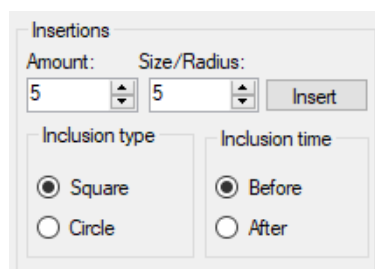 Insertions
Amount: Size/Radius:
5 5 Insert
Inclusion type Inclusion time
Square Before
Circle After